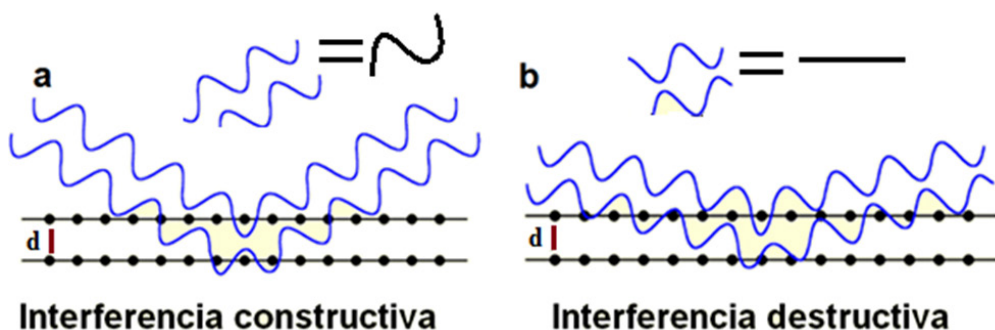 a
b
d
d
Interferencia constructiva
Interferencia destructiva